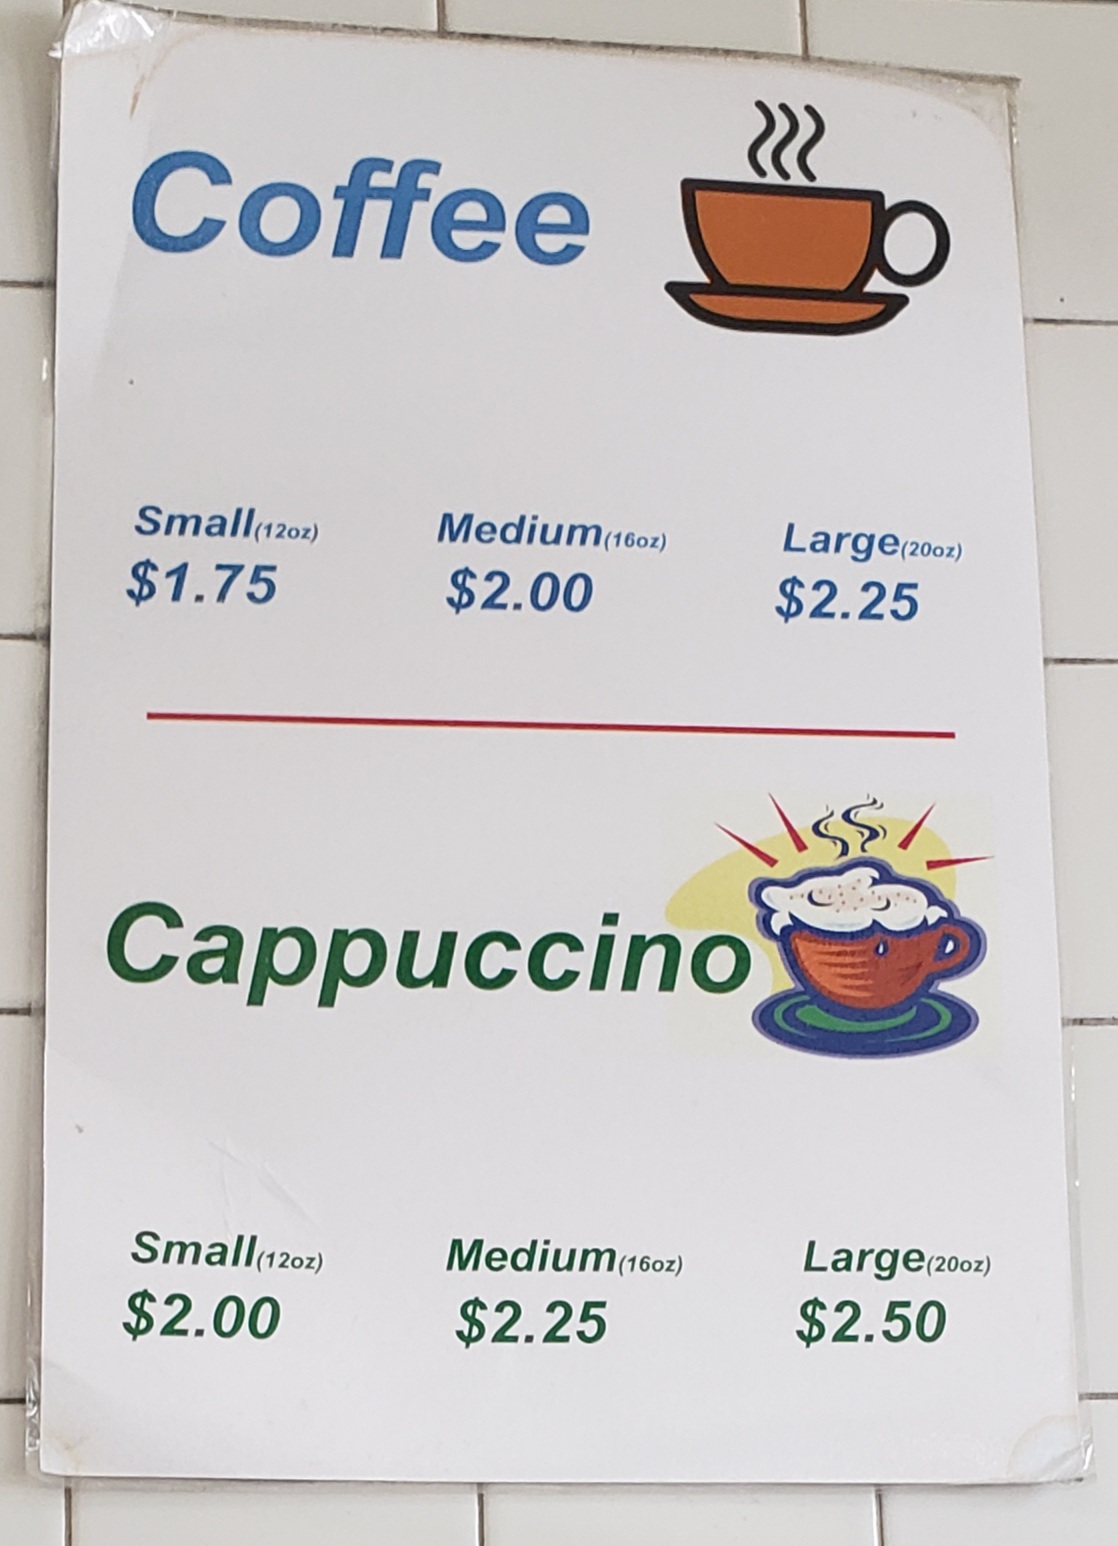 Coffee
Small(12oz) Medium(16oz) Large(20oz)
$1.75 $2.00 $2.25
Cappuccino
Small(12oz) Medium(16oz) Large(20oz)
$2.00 $2.25 $2.50